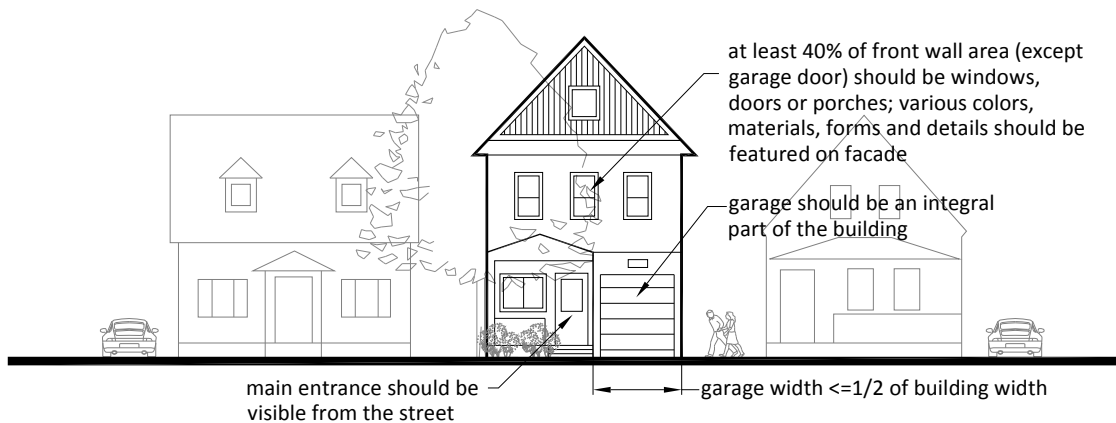 at least 40% of front wall area (except
garage door) should be windows,
doors or porches; various colors,
materials, forms and details should be
featured on facade
garage should be an integral
part of the building
main entrance should be
visible from the street
garage width <=1/2 of building width